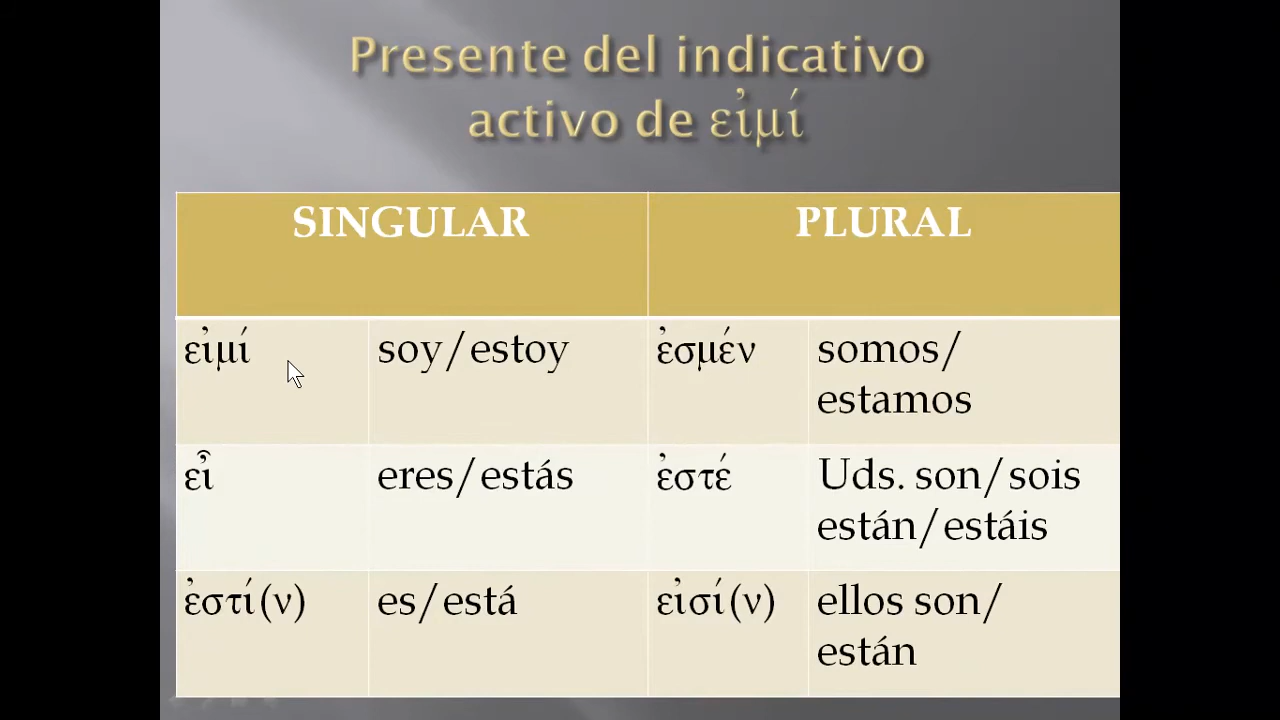 Presente del indicativo
activo de εἰμί
SINGULAR PLURAL
εἰμί soy/estoy ἐσμέν somos/
estamos
εἶ eres/estás ἐστέ Uds. son/sois
están/estáis
ἐστί(ν) es/está εἰσί(ν) ellos son/
están